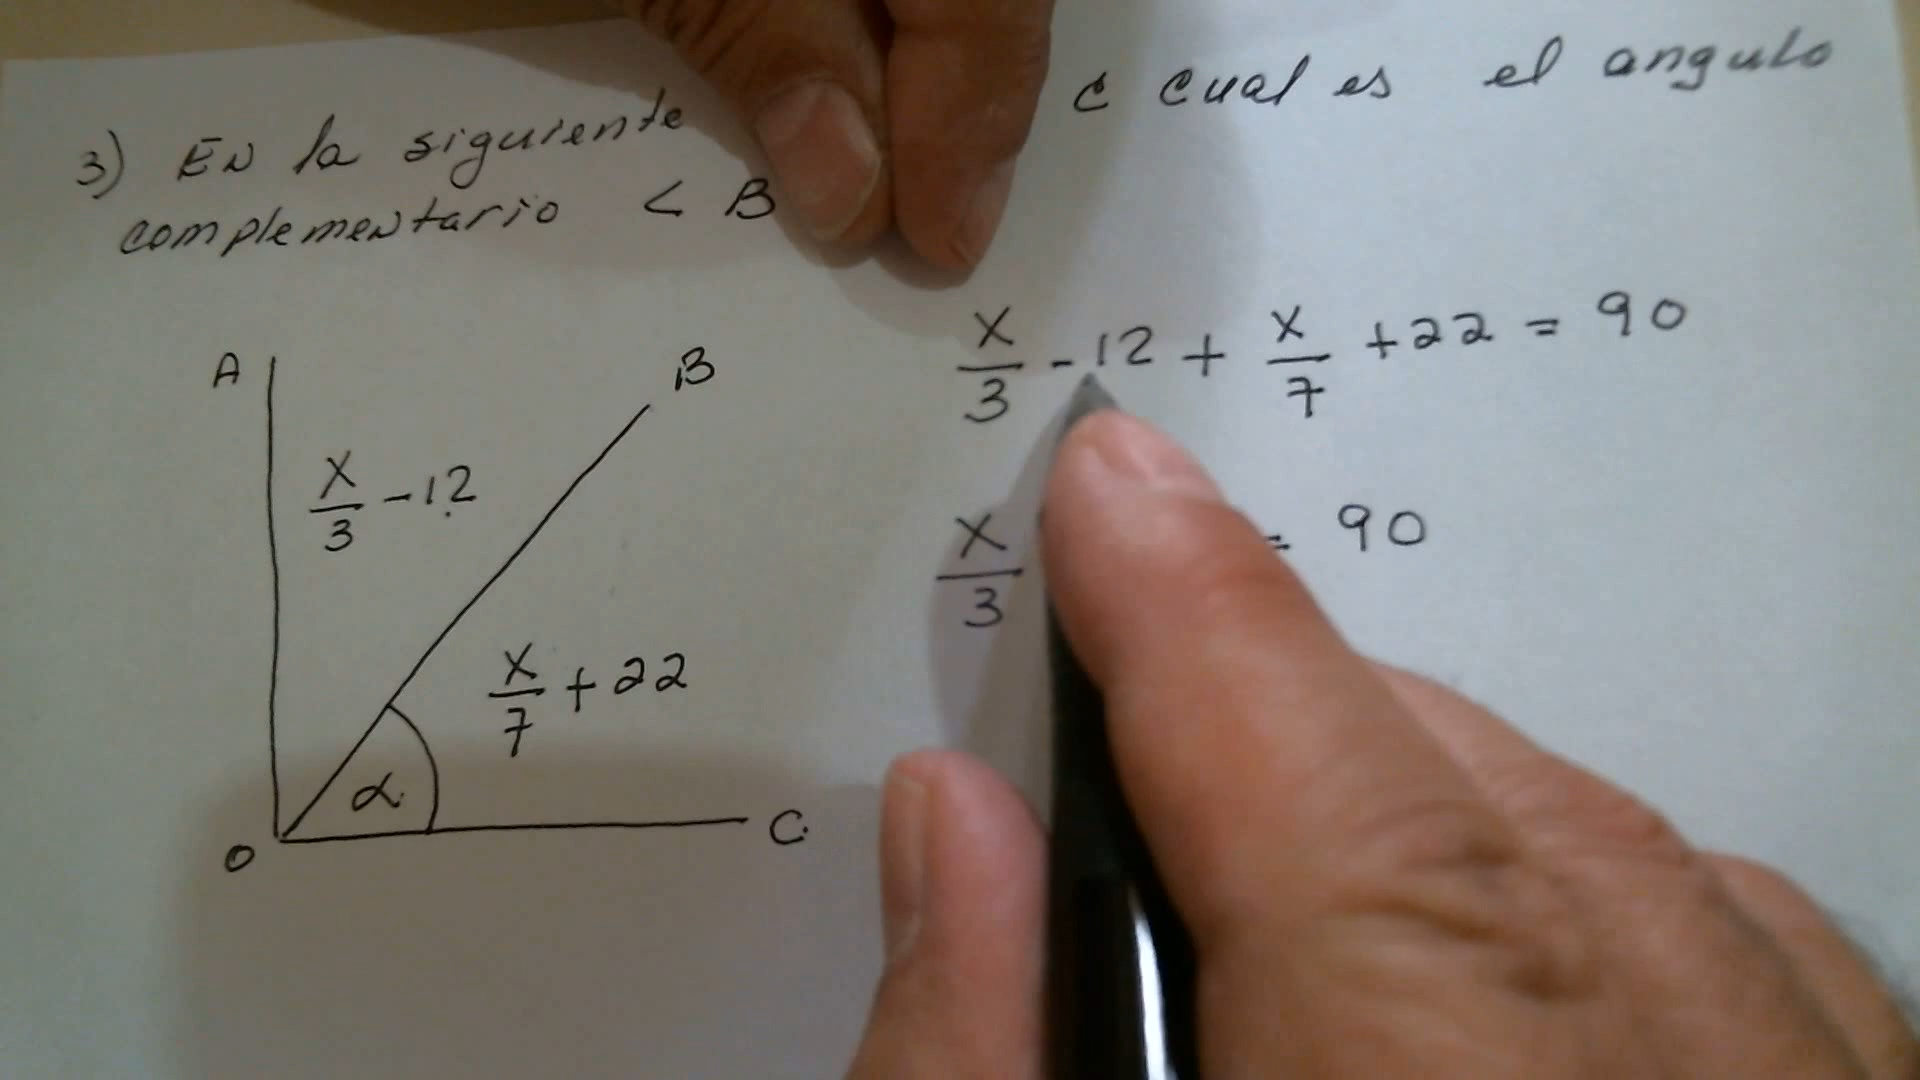 3) EN la siguiente ¿ cual es el angulo
complementario < B
A
B
x/3 - 12
x/7 + 22
α
O
C
x/3 - 12 + x/7 + 22 = 90
x/3 = 90